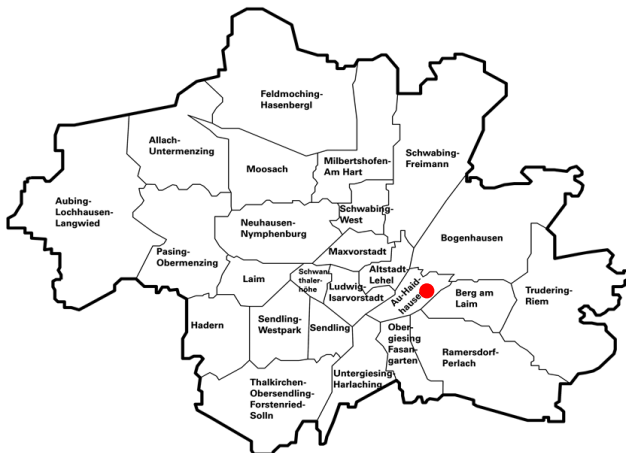 Feldmoching-
Hasenbergl
Allach-
Untermenzing
Moosach
Milbertshofen-
Am Hart
Schwabing-
Freimann
Aubing-
Lochhausen-
Langwied
Neuhausen-
Nymphenburg
Schwabing-
West
Bogenhausen
Pasing-
Obermenzing
Maxvorstadt
Laim
Schwan-
thaler-
höhe
Ludwig-
Isarvorstadt
Altstadt-
Lehel
Au-Haid-
hausen
Berg am
Laim
Trudering-
Riem
Hadern
Sendling-
Westpark
Sendling
Ober-
giesing
Fasan-
garten
Ramersdorf-
Perlach
Untergiesing-
Harlaching
Thalkirchen-
Obersendling-
Forstenried-
Solln